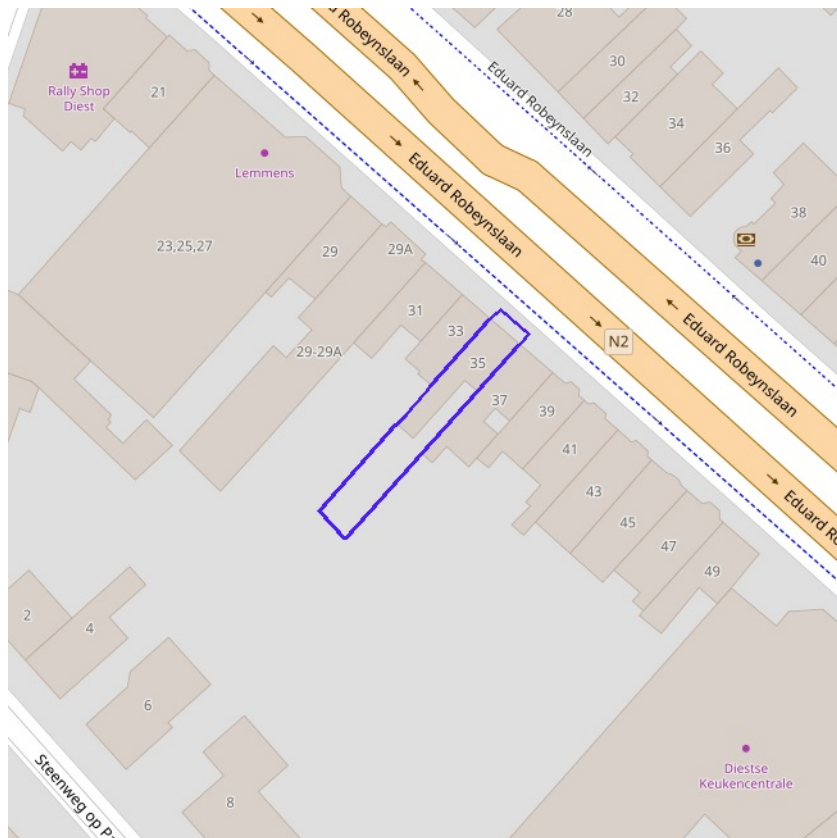 28
Eduard Robeynslaan
30
Eduard Robeynslaan
Rally Shop
Diest
21
32
34
36
Lemmens
Eduard Robeynslaan
38
40
23,25,27
29
29A
31
33
N2
29-29A
35
Eduard Robeynslaan
37
39
41
43
45
Eduard Ro
47
49
2
4
6
Steenweg op Pa
8
Diestse
Keukencentrale